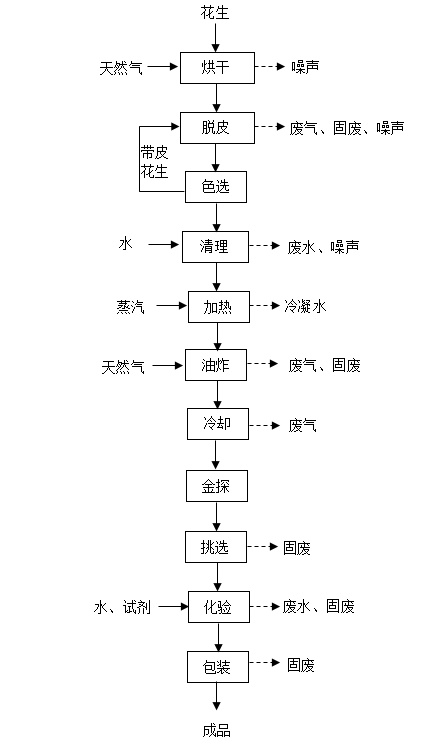 花生
天然气
烘干
噪声
脱皮
废气、固废、噪声
带皮
花生
色选
水
清理
废水、噪声
蒸汽
加热
冷凝水
天然气
油炸
废气、固废
冷却
废气
金探
挑选
固废
水、试剂
化验
废水、固废
包装
固废
成品